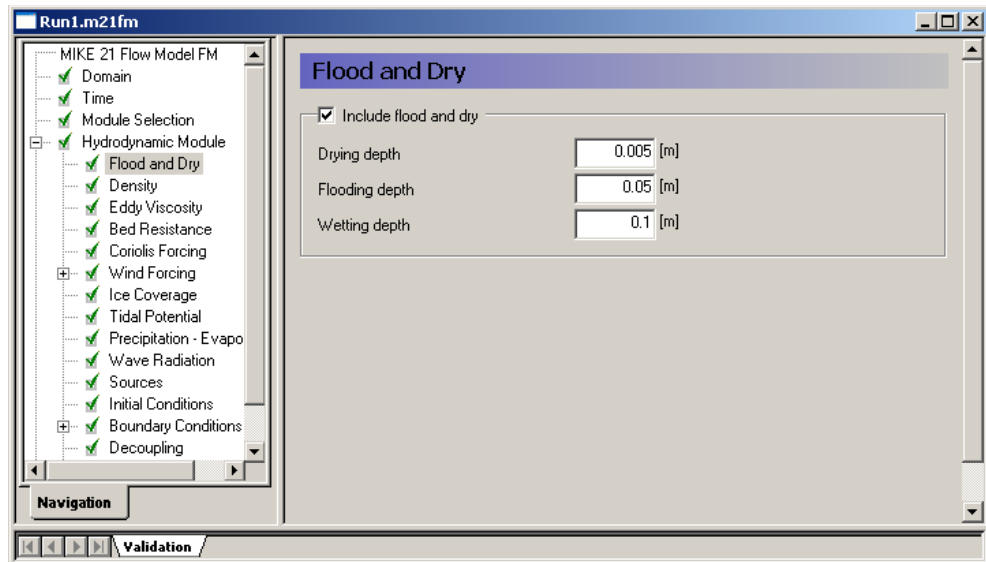 Run1.m21fm
MIKE 21 Flow Model FM
Domain
Time
Module Selection
Hydrodynamic Module
Flood and Dry
Density
Eddy Viscosity
Bed Resistance
Coriolis Forcing
Wind Forcing
Ice Coverage
Tidal Potential
Precipitation - Evapo
Wave Radiation
Sources
Initial Conditions
Boundary Conditions
Decoupling
Navigation
Flood and Dry
Include flood and dry
Drying depth 0.005 [m]
Flooding depth 0.05 [m]
Wetting depth 0.1 [m]
Validation